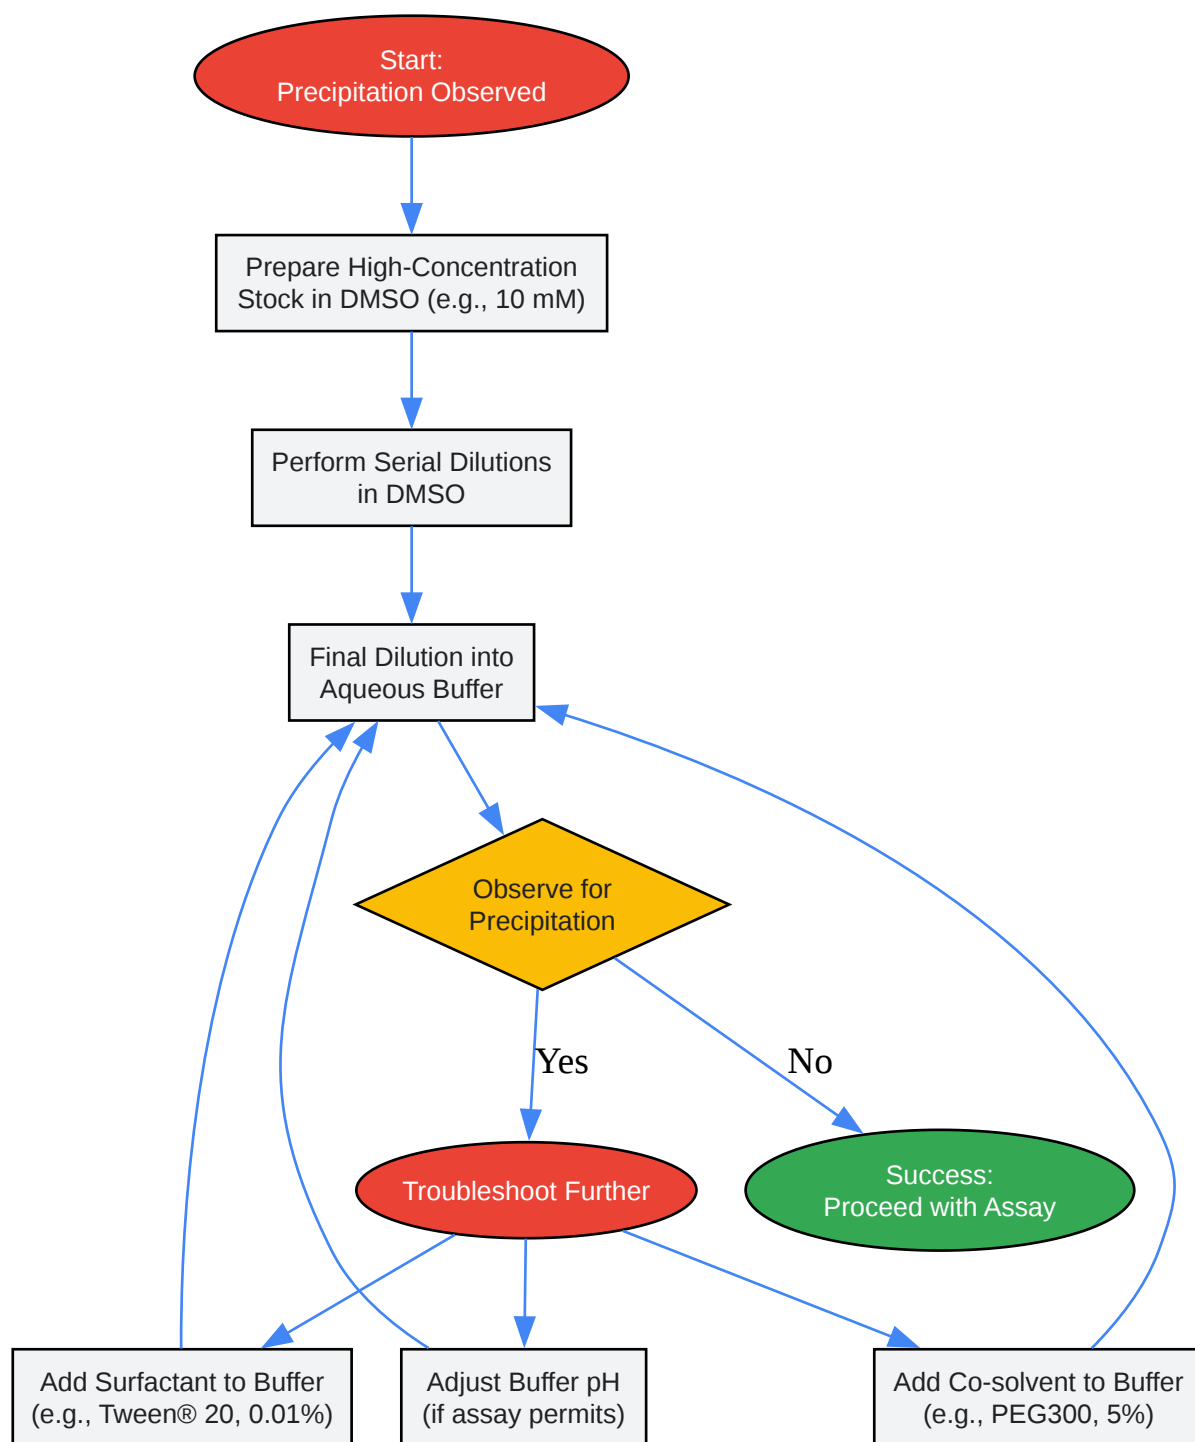 Start:
Precipitation Observed
Prepare High-Concentration
Stock in DMSO (e.g., 10 mM)
Perform Serial Dilutions
in DMSO
Final Dilution into
Aqueous Buffer
Observe for
Precipitation
Yes
No
Troubleshoot Further
Success:
Proceed with Assay
Add Surfactant to Buffer
(e.g., Tween® 20, 0.01%)
Adjust Buffer pH
(if assay permits)
Add Co-solvent to Buffer
(e.g., PEG300, 5%)